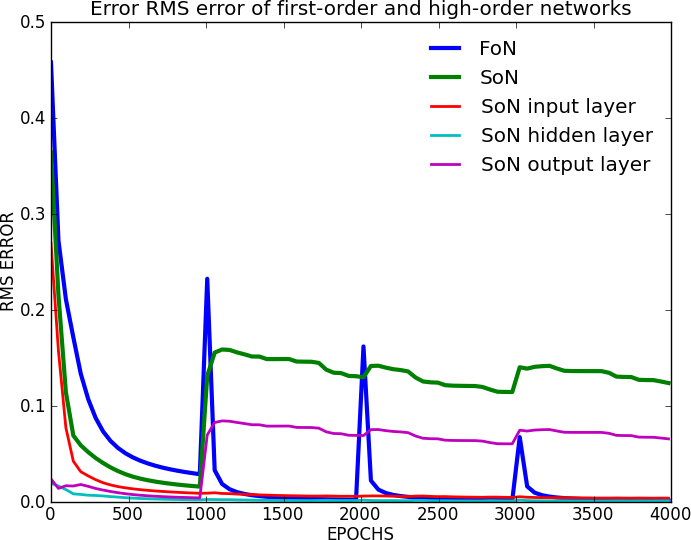 Error RMS error of first-order and high-order networks
FoN
SoN
SoN input layer
SoN hidden layer
SoN output layer
RMS ERROR
0.5
0.4
0.3
0.2
0.1
0.0
0 500 1000 1500 2000 2500 3000 3500 4000
EPOCHS